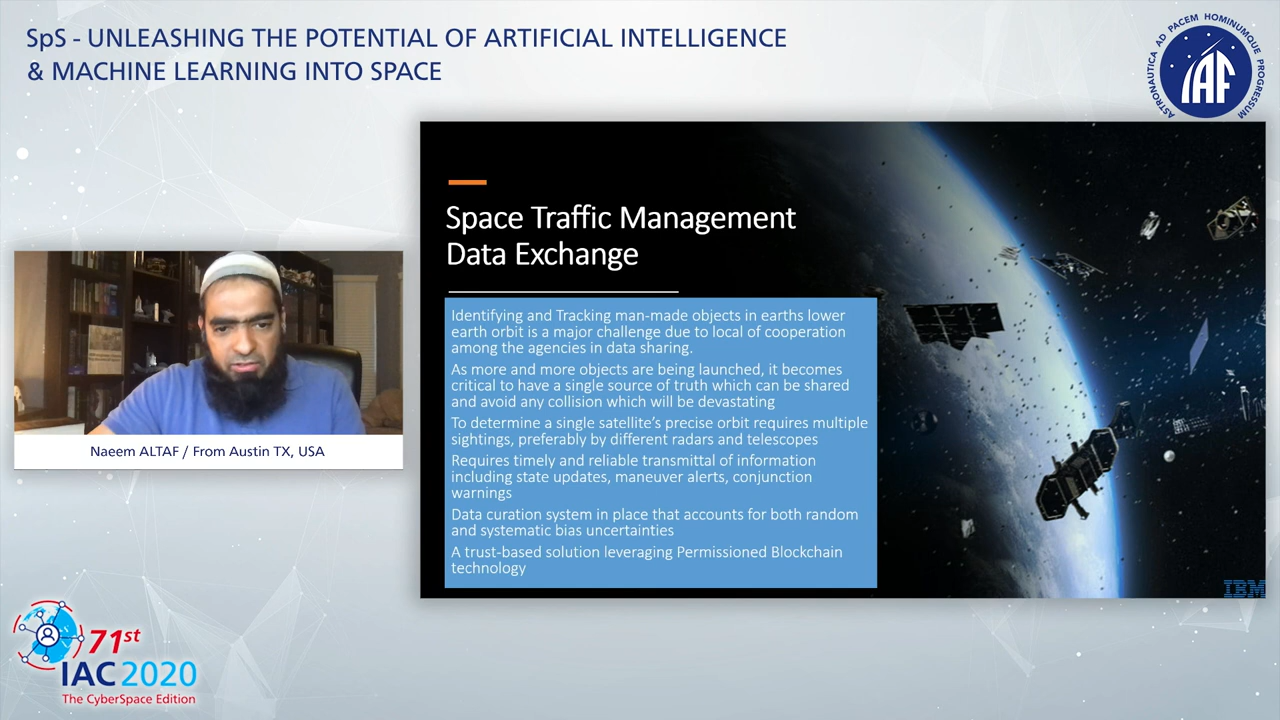 SpS - UNLEASHING THE POTENTIAL OF ARTIFICIAL INTELLIGENCE
& MACHINE LEARNING INTO SPACE
ASTRONAUTICA AD PACEM HOMINUMQUE PROGRESSUM
IAF
Space Traffic Management
Data Exchange
Identifying and Tracking man-made objects in earths lower
earth orbit is a major challenge due to local of cooperation
among the agencies in data sharing.
As more and more objects are being launched, it becomes
critical to have a single source of truth which can be shared
and avoid any collision which will be devastating
To determine a single satellite's precise orbit requires multiple
sightings, preferably by different radars and telescopes
Requires timely and reliable transmittal of information
including state updates, maneuver alerts, conjunction
warnings
Data curation system in place that accounts for both random
and systematic bias uncertainties
A trust-based solution leveraging Permissioned Blockchain
technology
IBM
Naeem ALTAF / From Austin TX, USA
71st
IAC 2020
The CyberSpace Edition